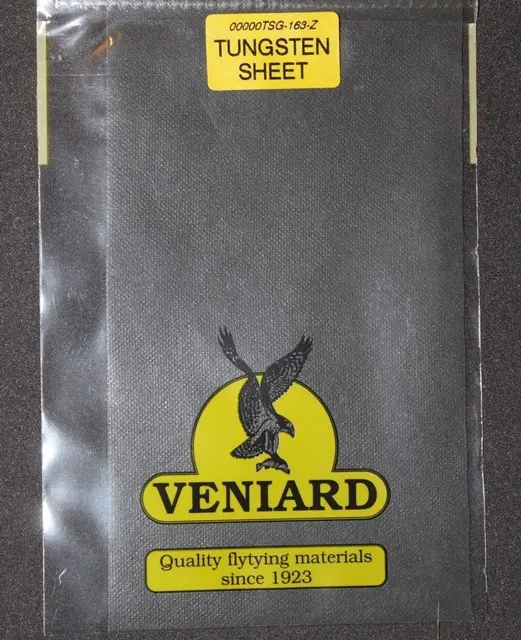 00000TSG-163-Z
TUNGSTEN
SHEET
VENIARD
Quality flytying materials
since 1923